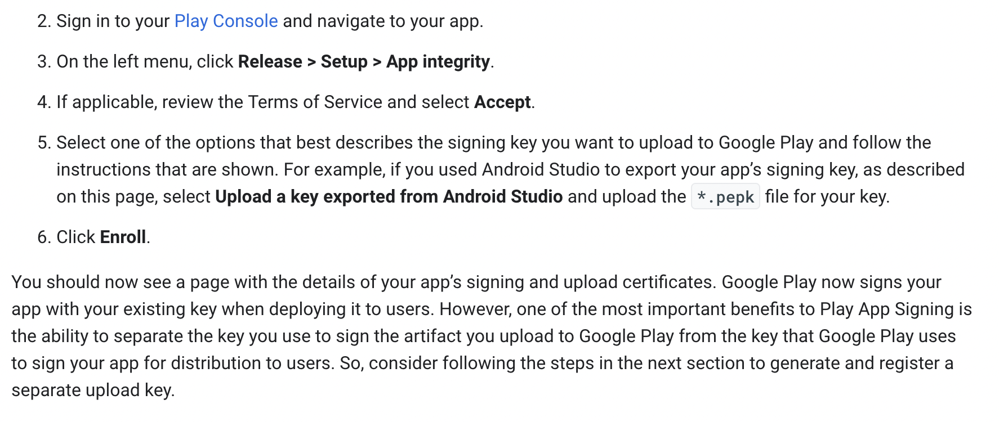 2. Sign in to your Play Console and navigate to your app.
3. On the left menu, click Release > Setup > App integrity.
4. If applicable, review the Terms of Service and select Accept.
5. Select one of the options that best describes the signing key you want to upload to Google Play and follow the
instructions that are shown. For example, if you used Android Studio to export your app’s signing key, as described
on this page, select Upload a key exported from Android Studio and upload the *.pepk file for your key.
6. Click Enroll.
You should now see a page with the details of your app’s signing and upload certificates. Google Play now signs your
app with your existing key when deploying it to users. However, one of the most important benefits to Play App Signing is
the ability to separate the key you use to sign the artifact you upload to Google Play from the key that Google Play uses
to sign your app for distribution to users. So, consider following the steps in the next section to generate and register a
separate upload key.